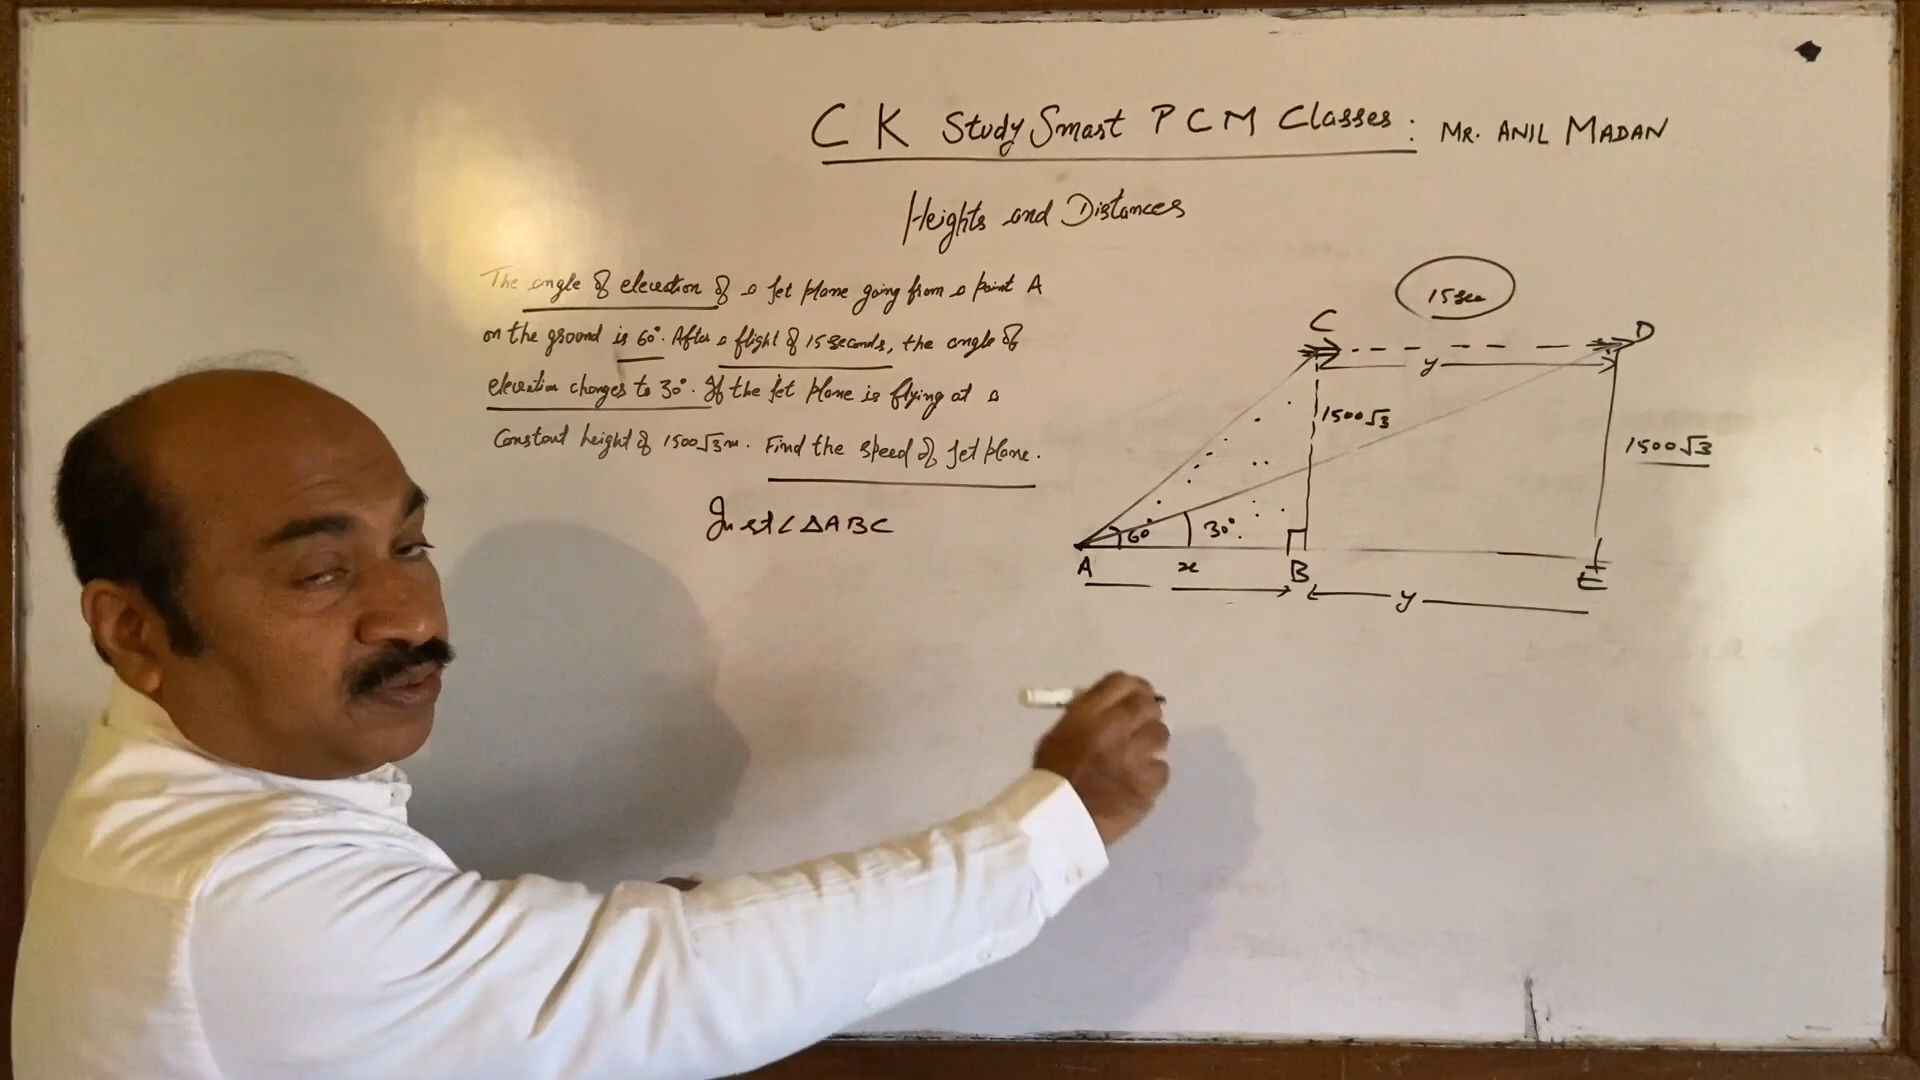 C K Study Smart P C M Classes : MR. ANIL MADAN
Heights and Distances
The angle of elevation of a Jet plane going from a point A
on the ground is 60°. After a flight of 15 seconds, the angle of
elevation changes to 30°. If the jet plane is flying at a
Constant height of 1500√3 m. Find the speed of jet plane.
In rt ∠ ΔABC
15 sec
C
D
y
1500√3
1500√3
60
30°
A
x
B
E
y